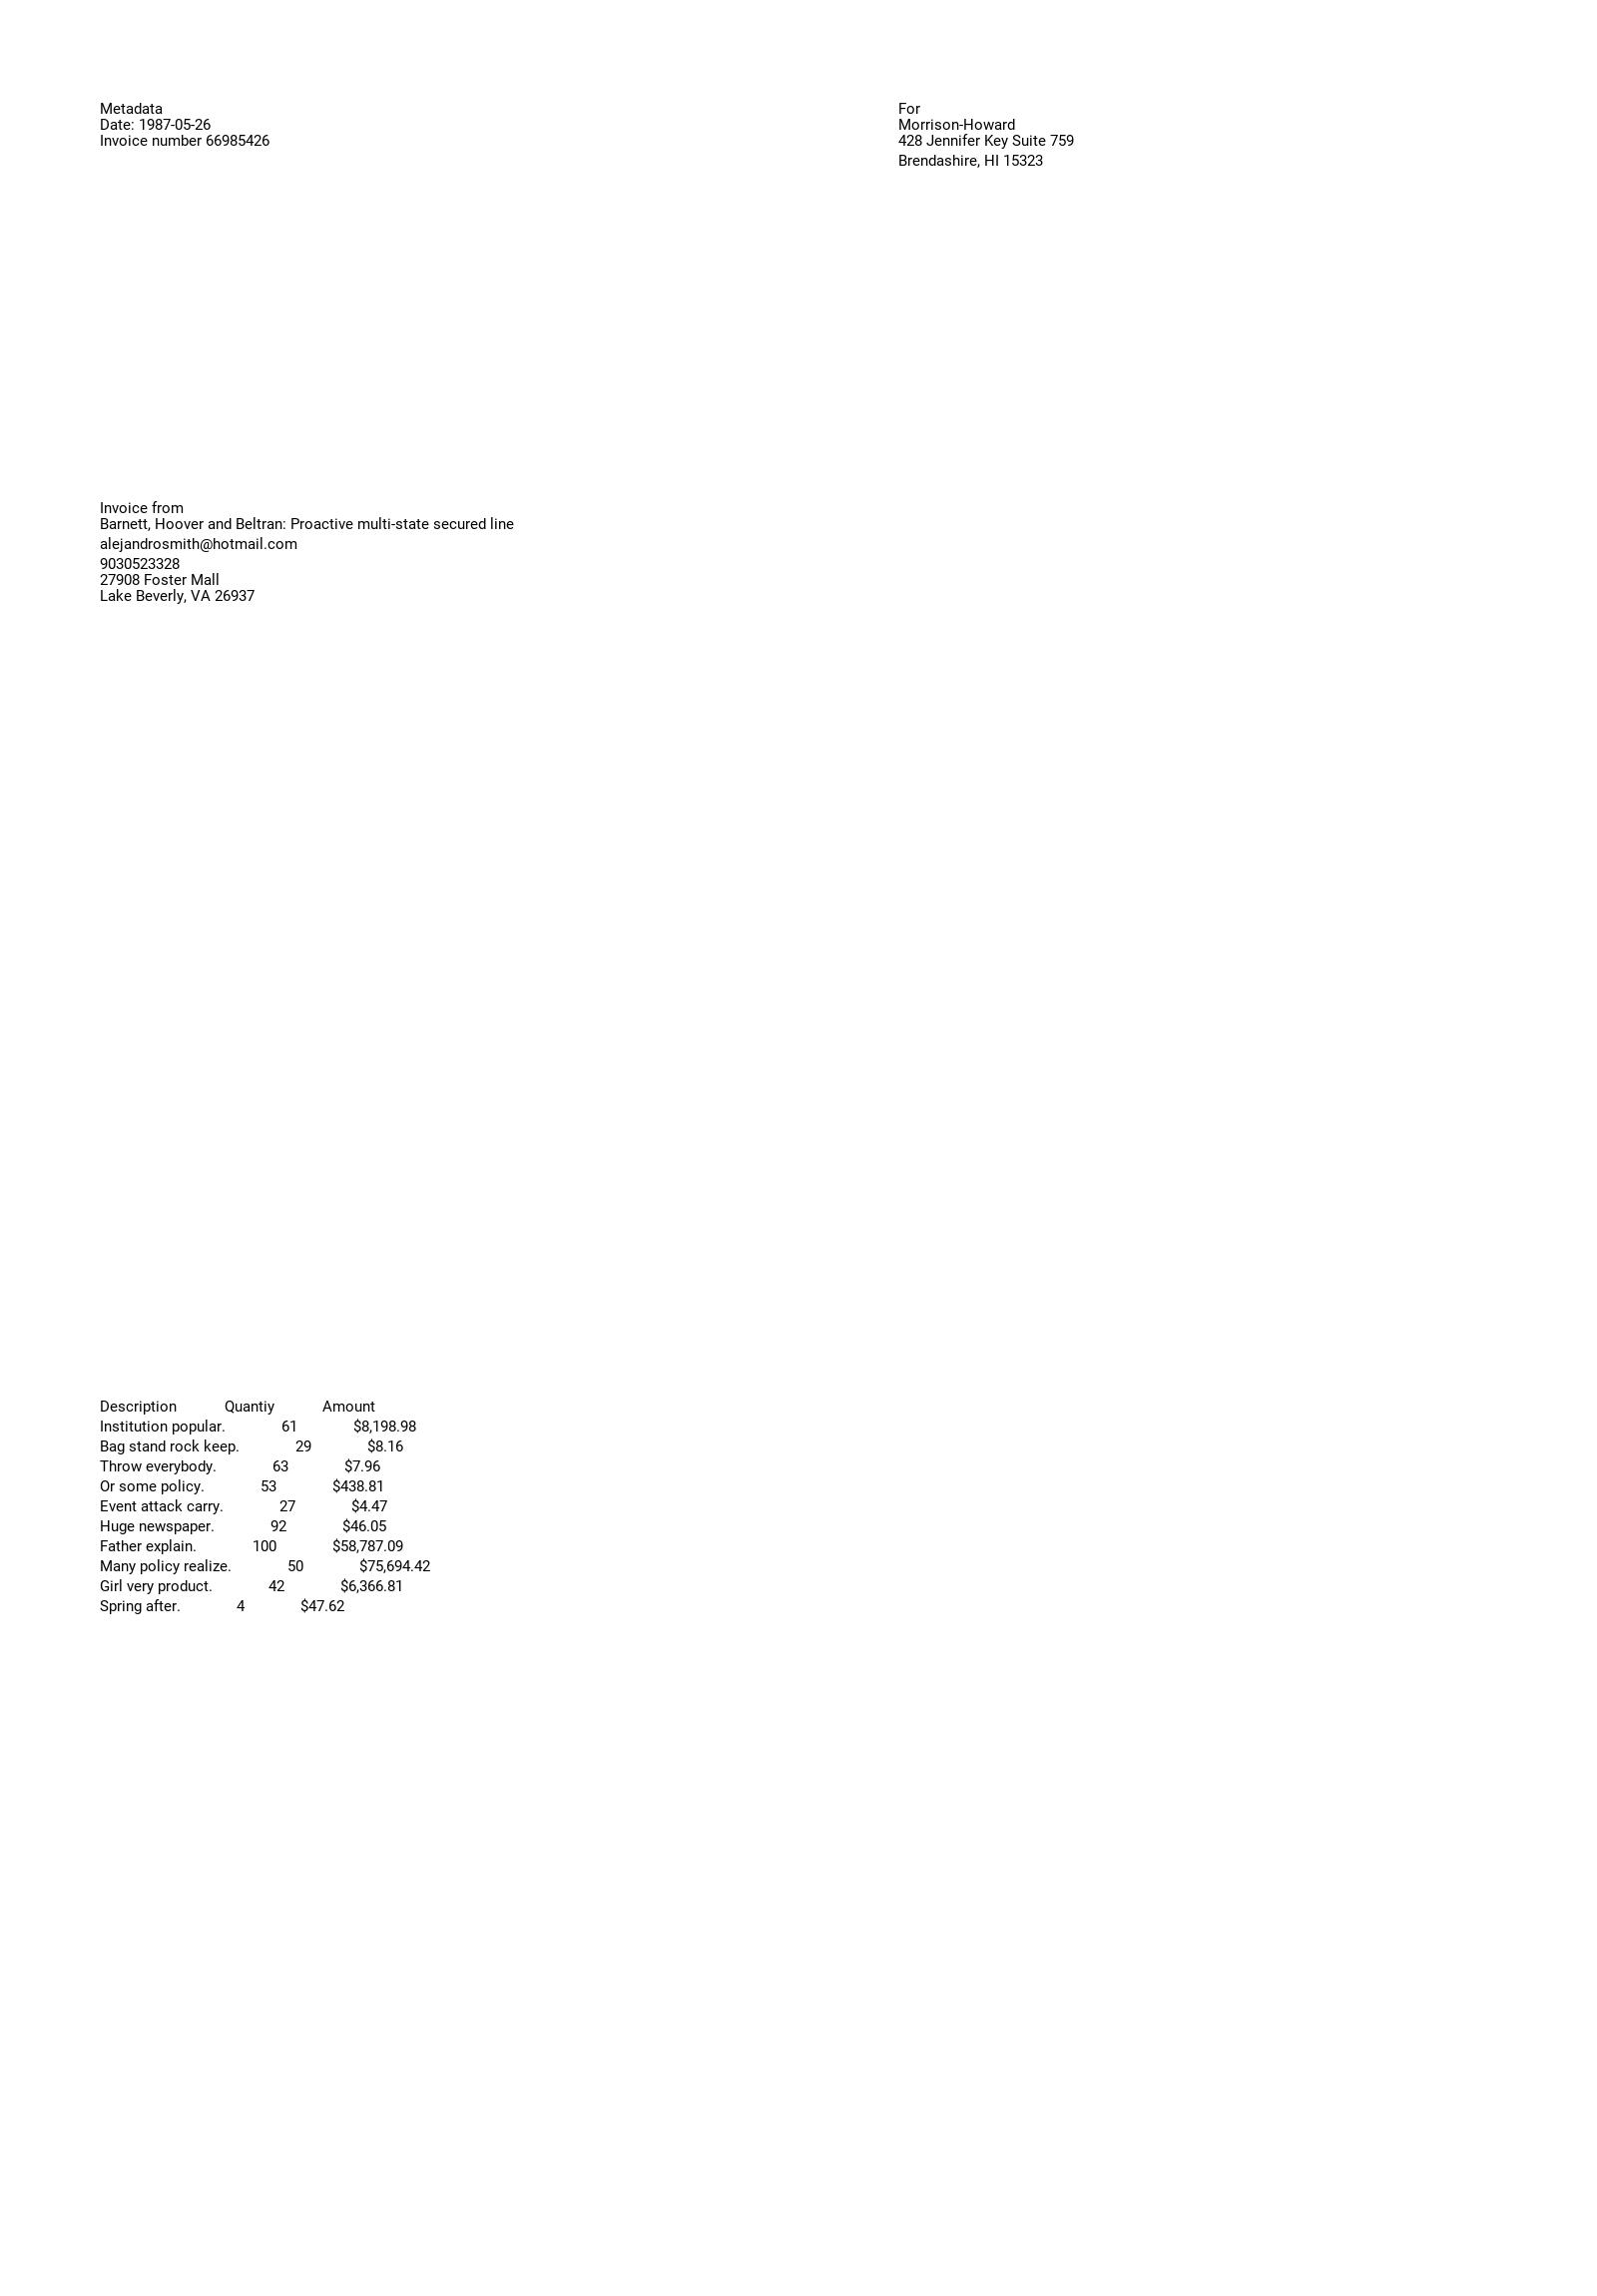 Metadata
Date: 1987-05-26
Invoice number 66985426
For
Morrison-Howard
428 Jennifer Key Suite 759
Brendashire, HI 15323
Invoice from
Barnett, Hoover and Beltran: Proactive multi-state secured line
alejandrosmith@hotmail.com
9030523328
27908 Foster Mall
Lake Beverly, VA 26937
Description Quantiy Amount
Institution popular. 61 $8,198.98
Bag stand rock keep. 29 $8.16
Throw everybody. 63 $7.96
Or some policy. 53 $438.81
Event attack carry. 27 $4.47
Huge newspaper. 92 $46.05
Father explain. 100 $58,787.09
Many policy realize. 50 $75,694.42
Girl very product. 42 $6,366.81
Spring after. 4 $47.62